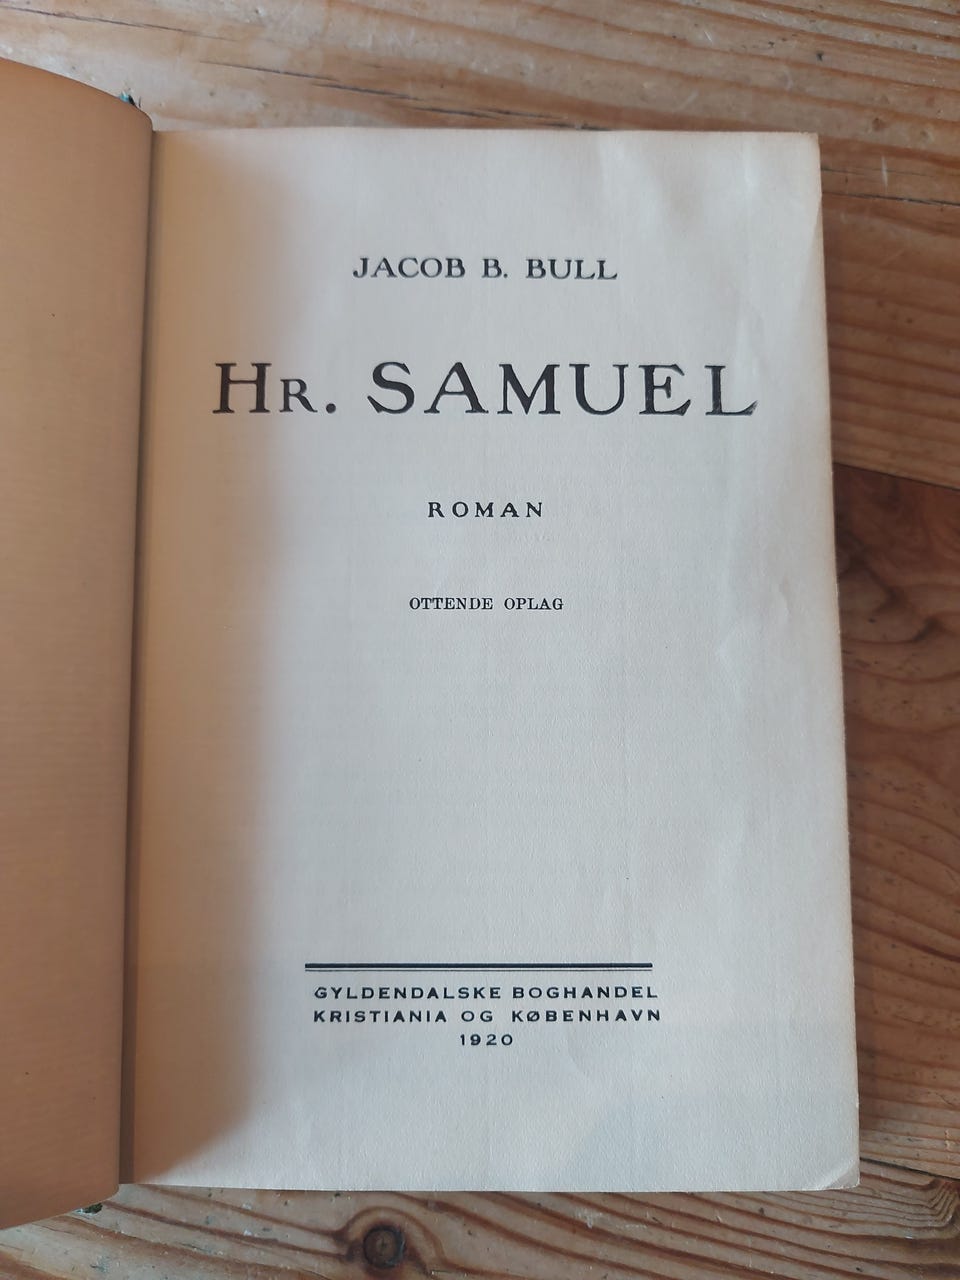 JACOB B. BULL
HR. SAMUEL
ROMAN
OTTENDE OPLAG
GYLDENDALSKE BOGHANDEL
KRISTIANIA OG KØBENHAVN
1920